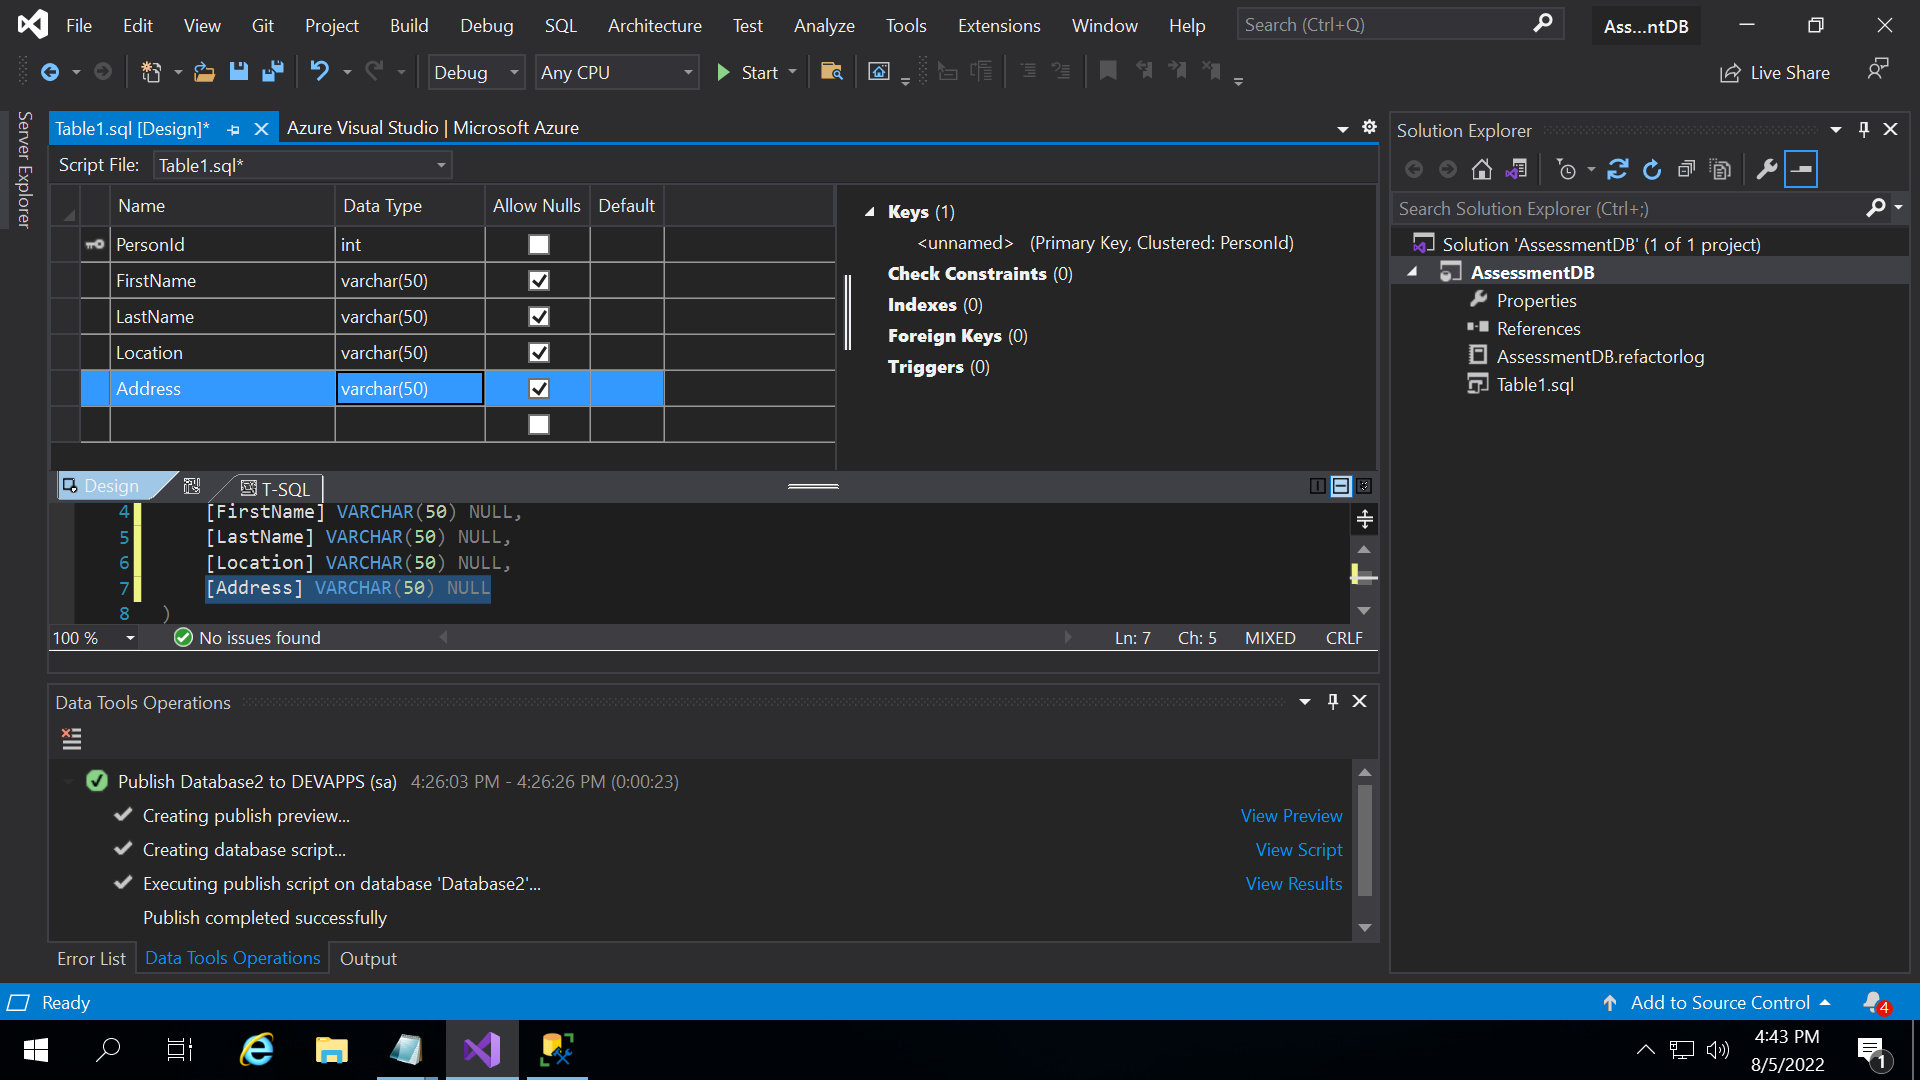 File Edit View Git Project Build Debug SQL Architecture Test Analyze Tools Extensions Window Help Search (Ctrl+Q) Ass...ntDB
Debug Any CPU Start Live Share
Server Explorer
Table1.sql [Design]* Azure Visual Studio | Microsoft Azure
Script File: Table1.sql*
Name Data Type Allow Nulls Default
PersonId int
FirstName varchar(50)
LastName varchar(50)
Location varchar(50)
Address varchar(50)
Keys (1)
<unnamed> (Primary Key, Clustered: PersonId)
Check Constraints (0)
Indexes (0)
Foreign Keys (0)
Triggers (0)
Design T-SQL
4 [FirstName] VARCHAR(50) NULL,
5 [LastName] VARCHAR(50) NULL,
6 [Location] VARCHAR(50) NULL,
7 [Address] VARCHAR(50) NULL
8 )
100 % No issues found Ln: 7 Ch: 5 MIXED CRLF
Data Tools Operations
Publish Database2 to DEVAPPS (sa) 4:26:03 PM - 4:26:26 PM (0:00:23)
Creating publish preview... View Preview
Creating database script... View Script
Executing publish script on database 'Database2'... View Results
Publish completed successfully
Error List Data Tools Operations Output
Solution Explorer
Search Solution Explorer (Ctrl+;)
Solution 'AssessmentDB' (1 of 1 project)
AssessmentDB
Properties
References
AssessmentDB.refactorlog
Table1.sql
Ready Add to Source Control 4
4:43 PM
8/5/2022
1